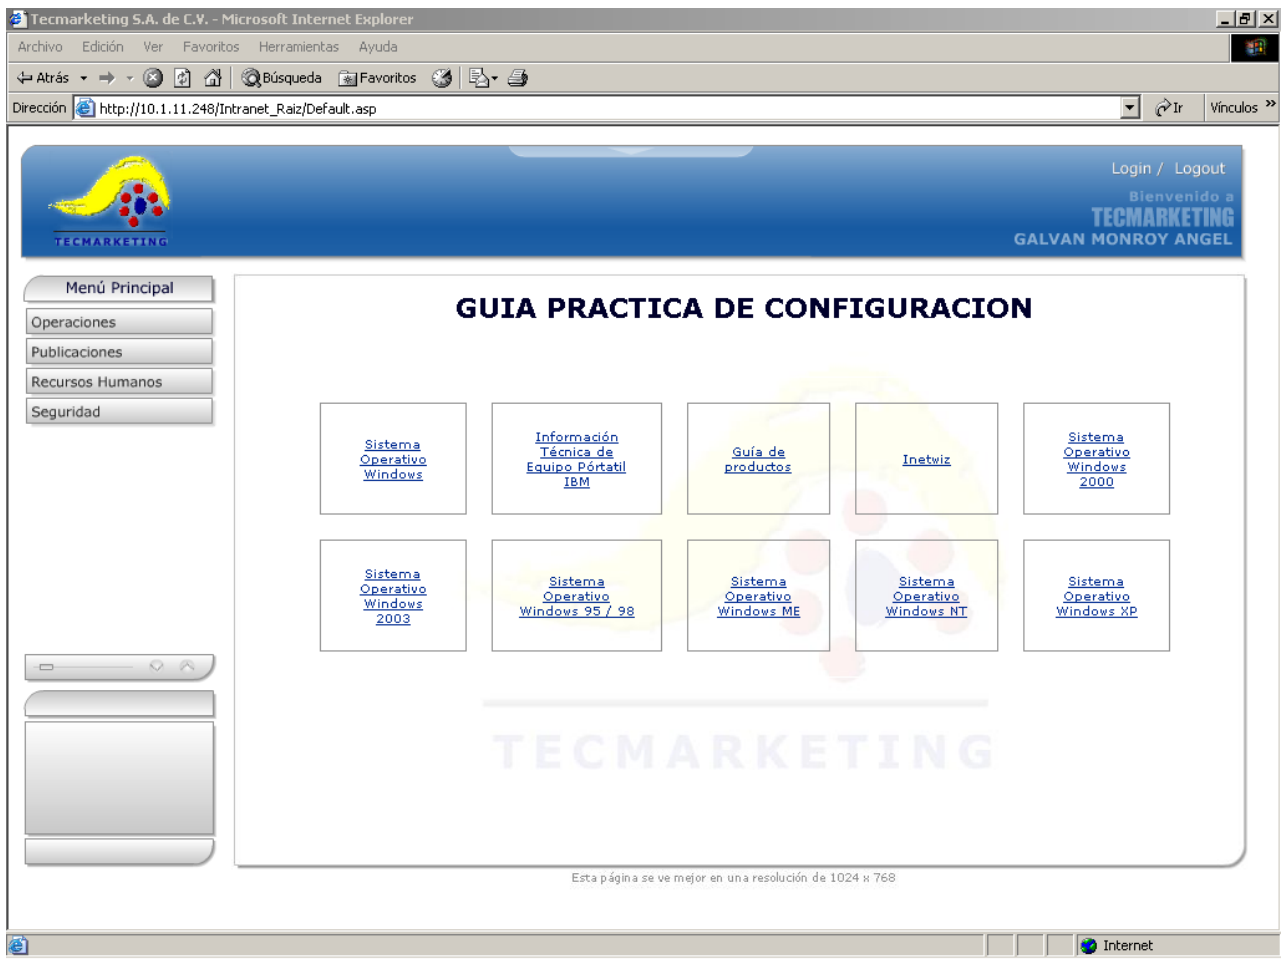 Tecmarketing S.A. de C.V. - Microsoft Internet Explorer
Archivo Edición Ver Favoritos Herramientas Ayuda
Atrás Búsqueda Favoritos
Dirección http://10.1.11.248/Intranet_Raiz/Default.asp Ir Vínculos »
TECMARKETING
Login / Logout
Bienvenido a
TECMARKETING
GALVAN MONROY ANGEL
Menú Principal
Operaciones
Publicaciones
Recursos Humanos
Seguridad
GUIA PRACTICA DE CONFIGURACION
Sistema
Operativo
Windows
Información
Técnica de
Equipo Pórtatil
IBM
Guía de
productos
Inetwiz
Sistema
Operativo
Windows
2000
Sistema
Operativo
Windows
2003
Sistema
Operativo
Windows 95 / 98
Sistema
Operativo
Windows ME
Sistema
Operativo
Windows NT
Sistema
Operativo
Windows XP
TECMARKETING
Esta página se ve mejor en una resolución de 1024 x 768
Internet